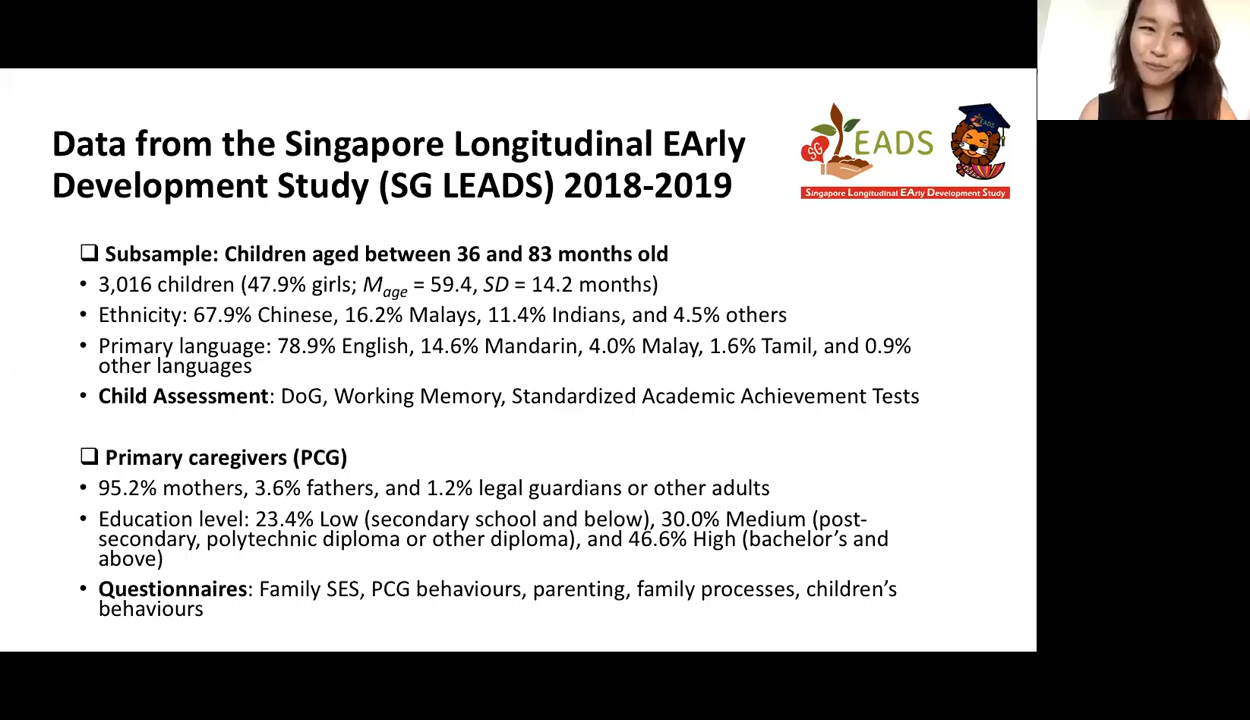 Data from the Singapore Longitudinal EArly
Development Study (SG LEADS) 2018-2019
SG
EADS
Singapore Longitudinal EArly Development Study
❑ Subsample: Children aged between 36 and 83 months old
• 3,016 children (47.9% girls; Mage = 59.4, SD = 14.2 months)
• Ethnicity: 67.9% Chinese, 16.2% Malays, 11.4% Indians, and 4.5% others
• Primary language: 78.9% English, 14.6% Mandarin, 4.0% Malay, 1.6% Tamil, and 0.9%
other languages
• Child Assessment: DoG, Working Memory, Standardized Academic Achievement Tests
❑ Primary caregivers (PCG)
• 95.2% mothers, 3.6% fathers, and 1.2% legal guardians or other adults
• Education level: 23.4% Low (secondary school and below), 30.0% Medium (post-
secondary, polytechnic diploma or other diploma), and 46.6% High (bachelor’s and
above)
• Questionnaires: Family SES, PCG behaviours, parenting, family processes, children’s
behaviours